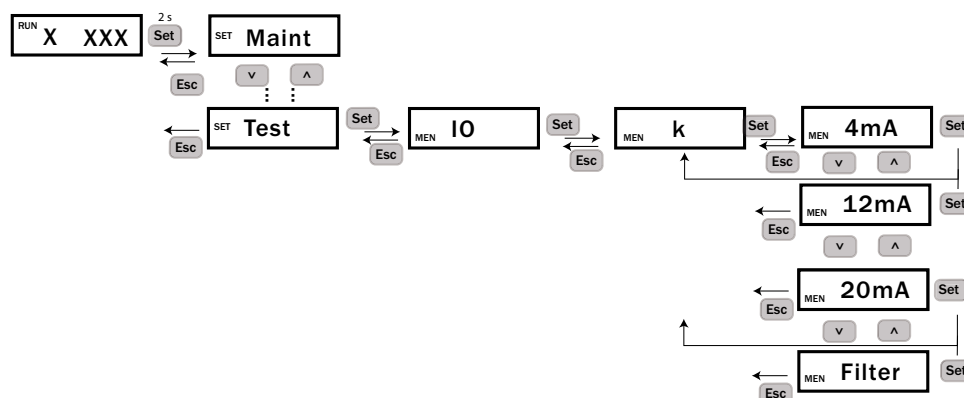 2 s
RUN X XXX Set SET Maint
Esc v ^
SET Test Set MEN IO Set MEN k Set MEN 4mA Set
Esc Esc Esc Esc v ^
MEN 12mA Set
Esc
v ^
MEN 20mA Set
Esc
v ^
MEN Filter Set
Esc